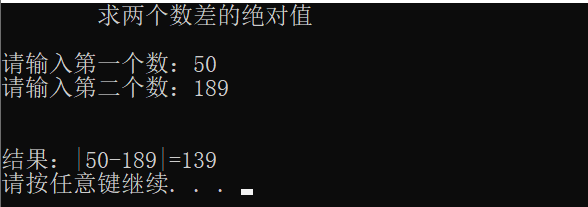 求两个数差的绝对值
请输入第一个数：50
请输入第二个数：189
结果：|50-189|=139
请按任意键继续. . .